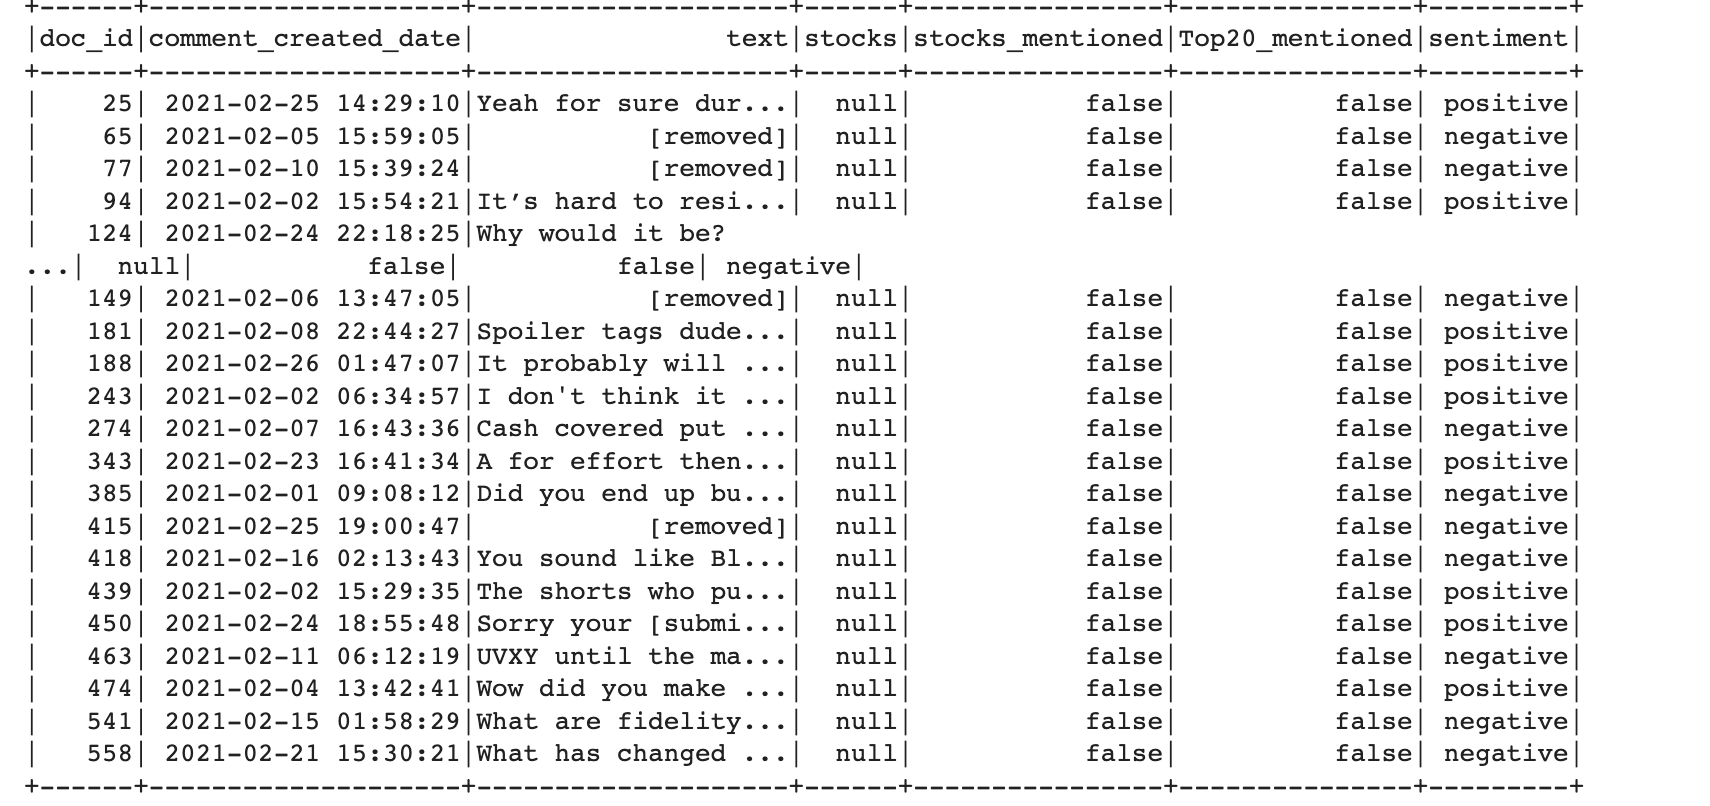 +------+-------------------+--------------------+------+----------------+---------------+---------+
|doc_id|comment_created_date|                text|stocks|stocks_mentioned|Top20_mentioned|sentiment|
+------+--------------------+--------------------+------+----------------+---------------+---------+
|    25| 2021-02-25 14:29:10|Yeah for sure dur...|  null|           false|          false| positive|
|    65| 2021-02-05 15:59:05|           [removed]|  null|           false|          false| negative|
|    77| 2021-02-10 15:39:24|           [removed]|  null|           false|          false| negative|
|    94| 2021-02-02 15:54:21|It’s hard to resi...|  null|           false|          false| positive|
|   124| 2021-02-24 22:18:25|Why would it be?
...|  null|           false|          false| negative|
|   149| 2021-02-06 13:47:05|           [removed]|  null|           false|          false| negative|
|   181| 2021-02-08 22:44:27|Spoiler tags dude...|  null|           false|          false| positive|
|   188| 2021-02-26 01:47:07|It probably will ...|  null|           false|          false| positive|
|   243| 2021-02-02 06:34:57|I don't think it ...|  null|           false|          false| positive|
|   274| 2021-02-07 16:43:36|Cash covered put ...|  null|           false|          false| negative|
|   343| 2021-02-23 16:41:34|A for effort then...|  null|           false|          false| positive|
|   385| 2021-02-01 09:08:12|Did you end up bu...|  null|           false|          false| negative|
|   415| 2021-02-25 19:00:47|           [removed]|  null|           false|          false| negative|
|   418| 2021-02-16 02:13:43|You sound like Bl...|  null|           false|          false| negative|
|   439| 2021-02-02 15:29:35|The shorts who pu...|  null|           false|          false| positive|
|   450| 2021-02-24 18:55:48|Sorry your [submi...|  null|           false|          false| positive|
|   463| 2021-02-11 06:12:19|UVXY until the ma...|  null|           false|          false| negative|
|   474| 2021-02-04 13:42:41|Wow did you make ...|  null|           false|          false| positive|
|   541| 2021-02-15 01:58:29|What are fidelity...|  null|           false|          false| negative|
|   558| 2021-02-21 15:30:21|What has changed ...|  null|           false|          false| negative|
+------+--------------------+--------------------+------+----------------+---------------+---------+